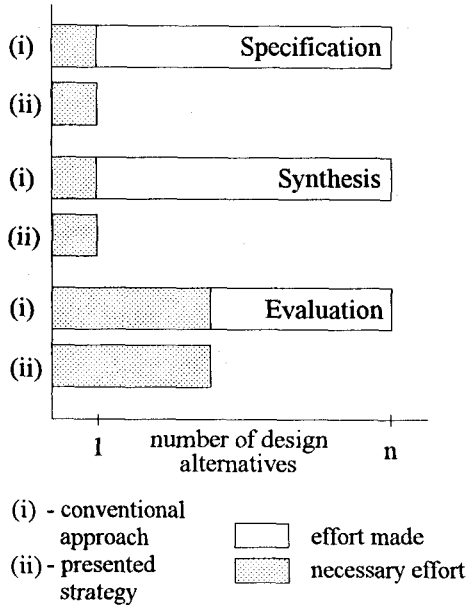 (i) Specification
(ii)
(i) Synthesis
(ii)
(i) Evaluation
(ii)
1 number of design n
alternatives
(i) - conventional
approach
(ii) - presented
strategy
effort made
necessary effort